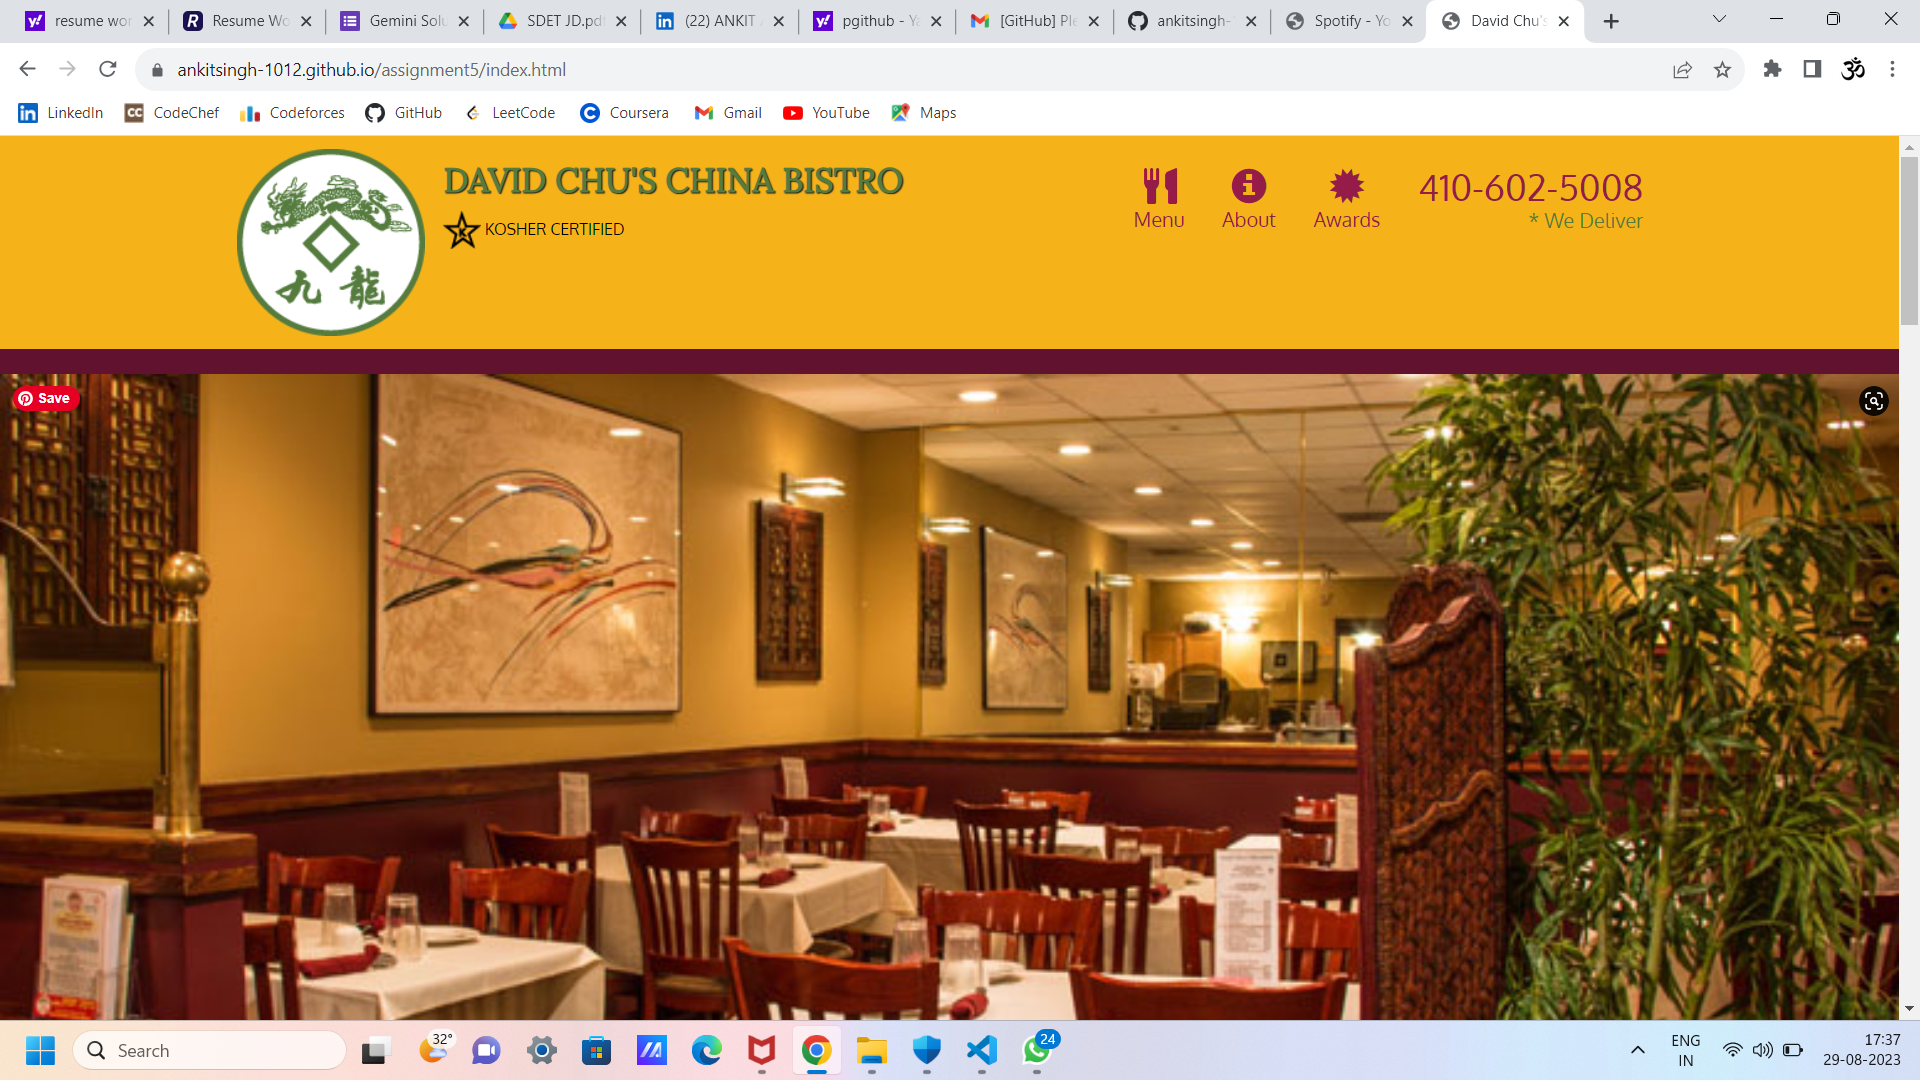 resume wor
Resume Wo
Gemini Solu
SDET JD.pdf
(22) ANKIT
pgithub - Ya
[GitHub] Ple
ankitsingh-
Spotify - Yo
David Chu's
ankitsingh-1012.github.io/assignment5/index.html
LinkedIn
CodeChef
Codeforces
GitHub
LeetCode
Coursera
Gmail
YouTube
Maps
DAVID CHU'S CHINA BISTRO
KOSHER CERTIFIED
九龍
Menu
About
Awards
410-602-5008
* We Deliver
Save
Search
32°
24
ENG
IN
17:37
29-08-2023